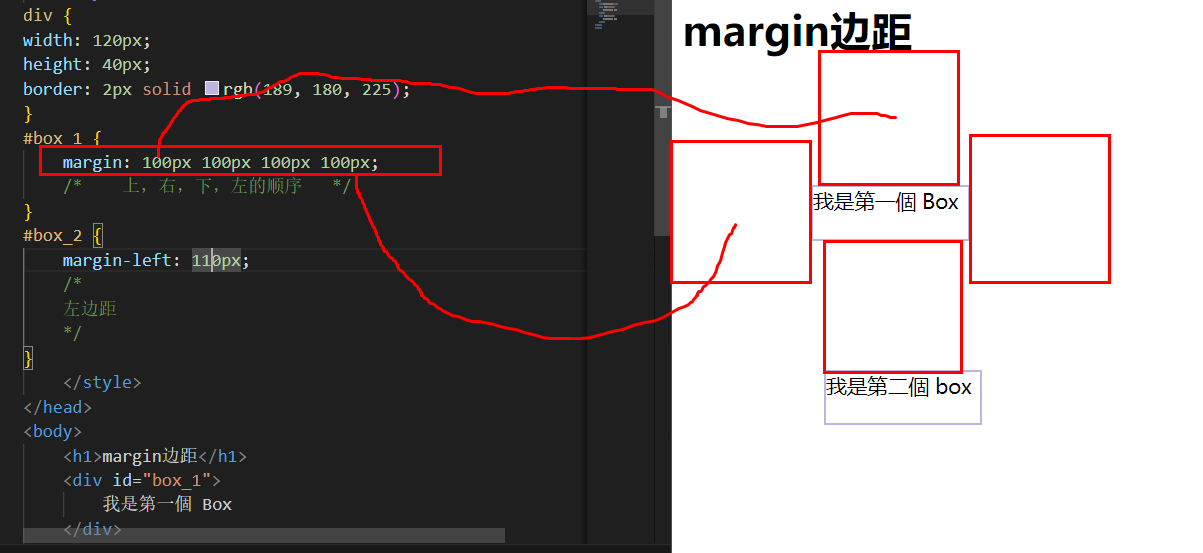 div {
width: 120px;
height: 40px;
border: 2px solid rgb(189, 180, 225);
}
#box_1 {
margin: 100px 100px 100px 100px;
/* 上，右，下，左的顺序 */
}
#box_2 {
margin-left: 110px;
/*
左边距
*/
}
</style>
</head>
<body>
<h1>margin边距</h1>
<div id="box_1">
我是第一個 Box
</div>
margin边距
我是第一個 Box
我是第二個 box